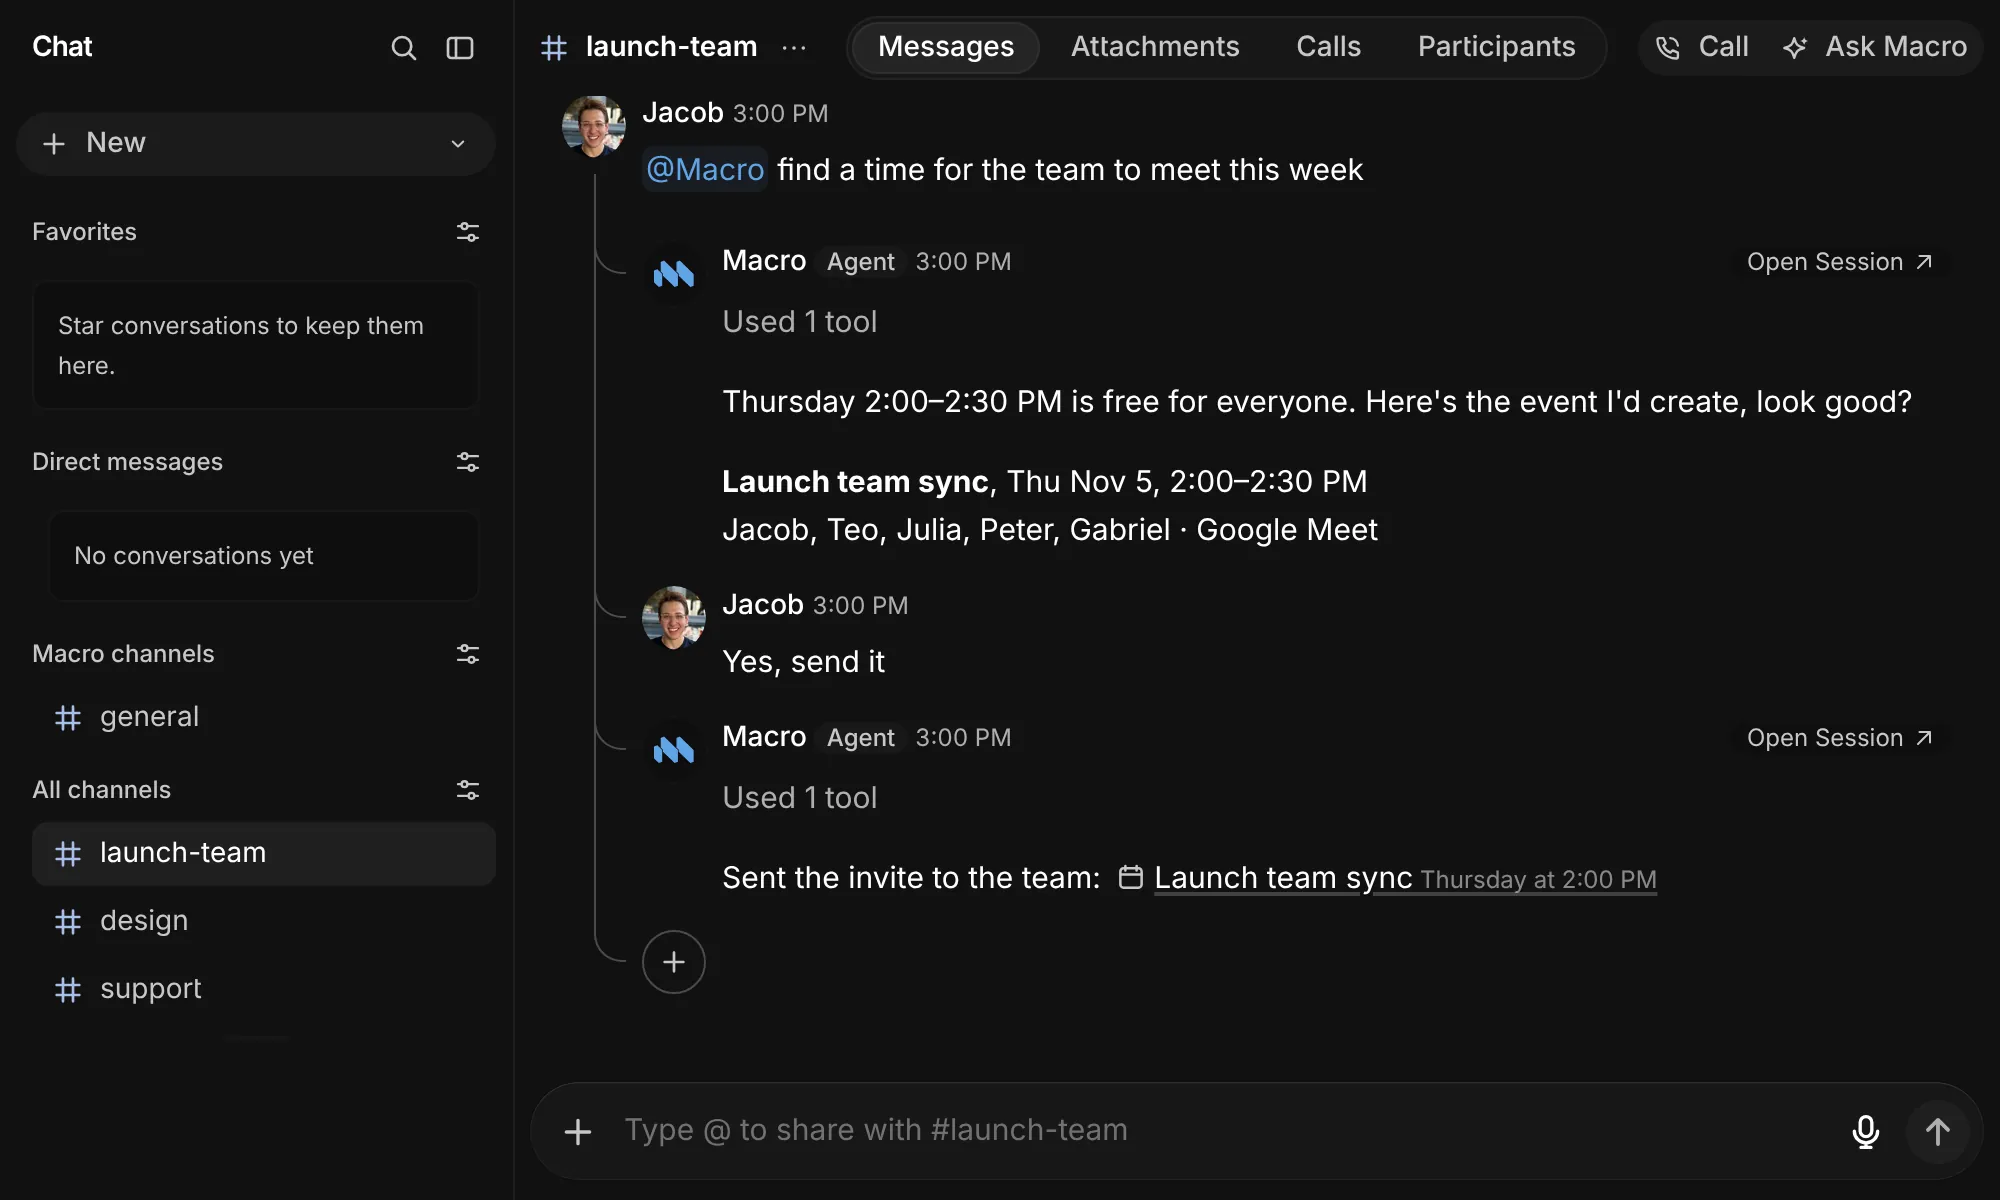 Chat
New
Favorites
Star conversations to keep them
here.
Direct messages
No conversations yet
Macro channels
general
All channels
launch-team
design
support
launch-team ... Messages Attachments Calls Participants Call Ask Macro
Jacob 3:00 PM
@Macro find a time for the team to meet this week
Macro Agent 3:00 PM Open Session
Used 1 tool
Thursday 2:00–2:30 PM is free for everyone. Here's the event I'd create, look good?
Launch team sync, Thu Nov 5, 2:00–2:30 PM
Jacob, Teo, Julia, Peter, Gabriel · Google Meet
Jacob 3:00 PM
Yes, send it
Macro Agent 3:00 PM Open Session
Used 1 tool
Sent the invite to the team: Launch team sync Thursday at 2:00 PM
Type @ to share with #launch-team